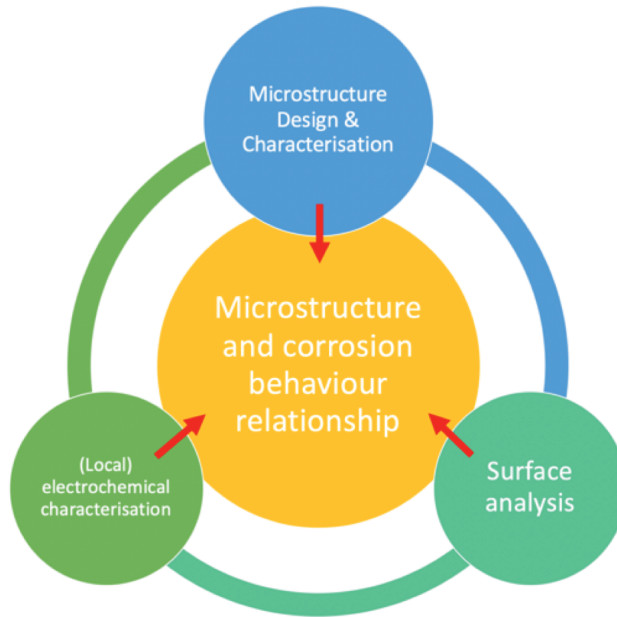 Microstructure
Design &
Characterisation
Microstructure
and corrosion
behaviour
relationship
(Local)
electrochemical
characterisation
Surface
analysis